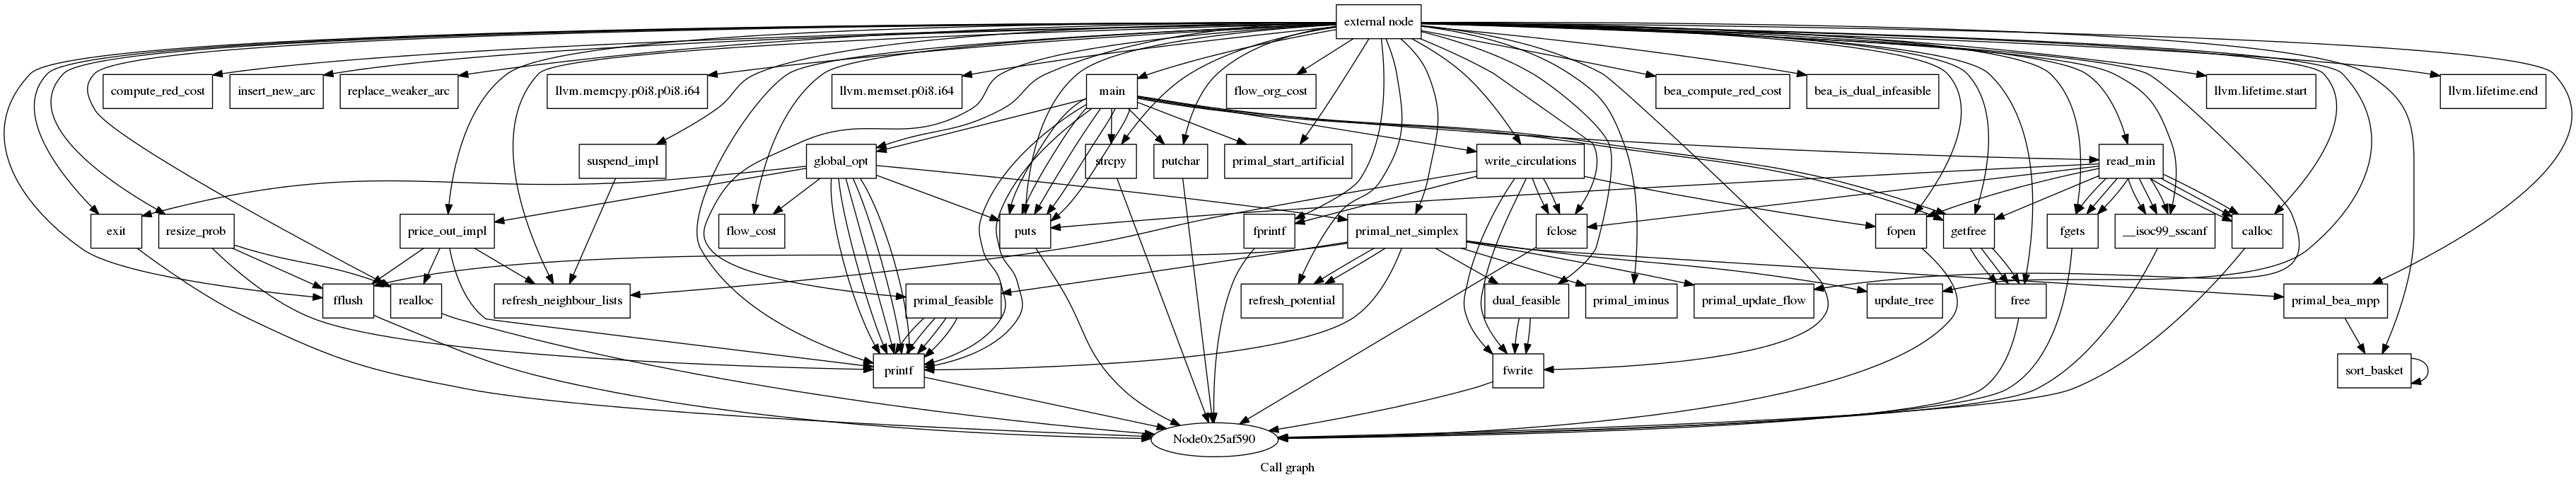 external node
compute_red_cost
insert_new_arc
replace_weaker_arc
llvm.memcpy.p0i8.p0i8.i64
llvm.memset.p0i8.i64
main
flow_org_cost
bea_compute_red_cost
bea_is_dual_infeasible
llvm.lifetime.start
llvm.lifetime.end
suspend_impl
global_opt
strcpy
putchar
primal_start_artificial
write_circulations
read_min
exit
resize_prob
price_out_impl
flow_cost
puts
fprintf
primal_net_simplex
fclose
fopen
getfree
fgets
__isoc99_sscanf
calloc
fflush
realloc
refresh_neighbour_lists
primal_feasible
refresh_potential
dual_feasible
primal_iminus
primal_update_flow
update_tree
free
primal_bea_mpp
printf
fwrite
sort_basket
Node0x25af590
Call graph